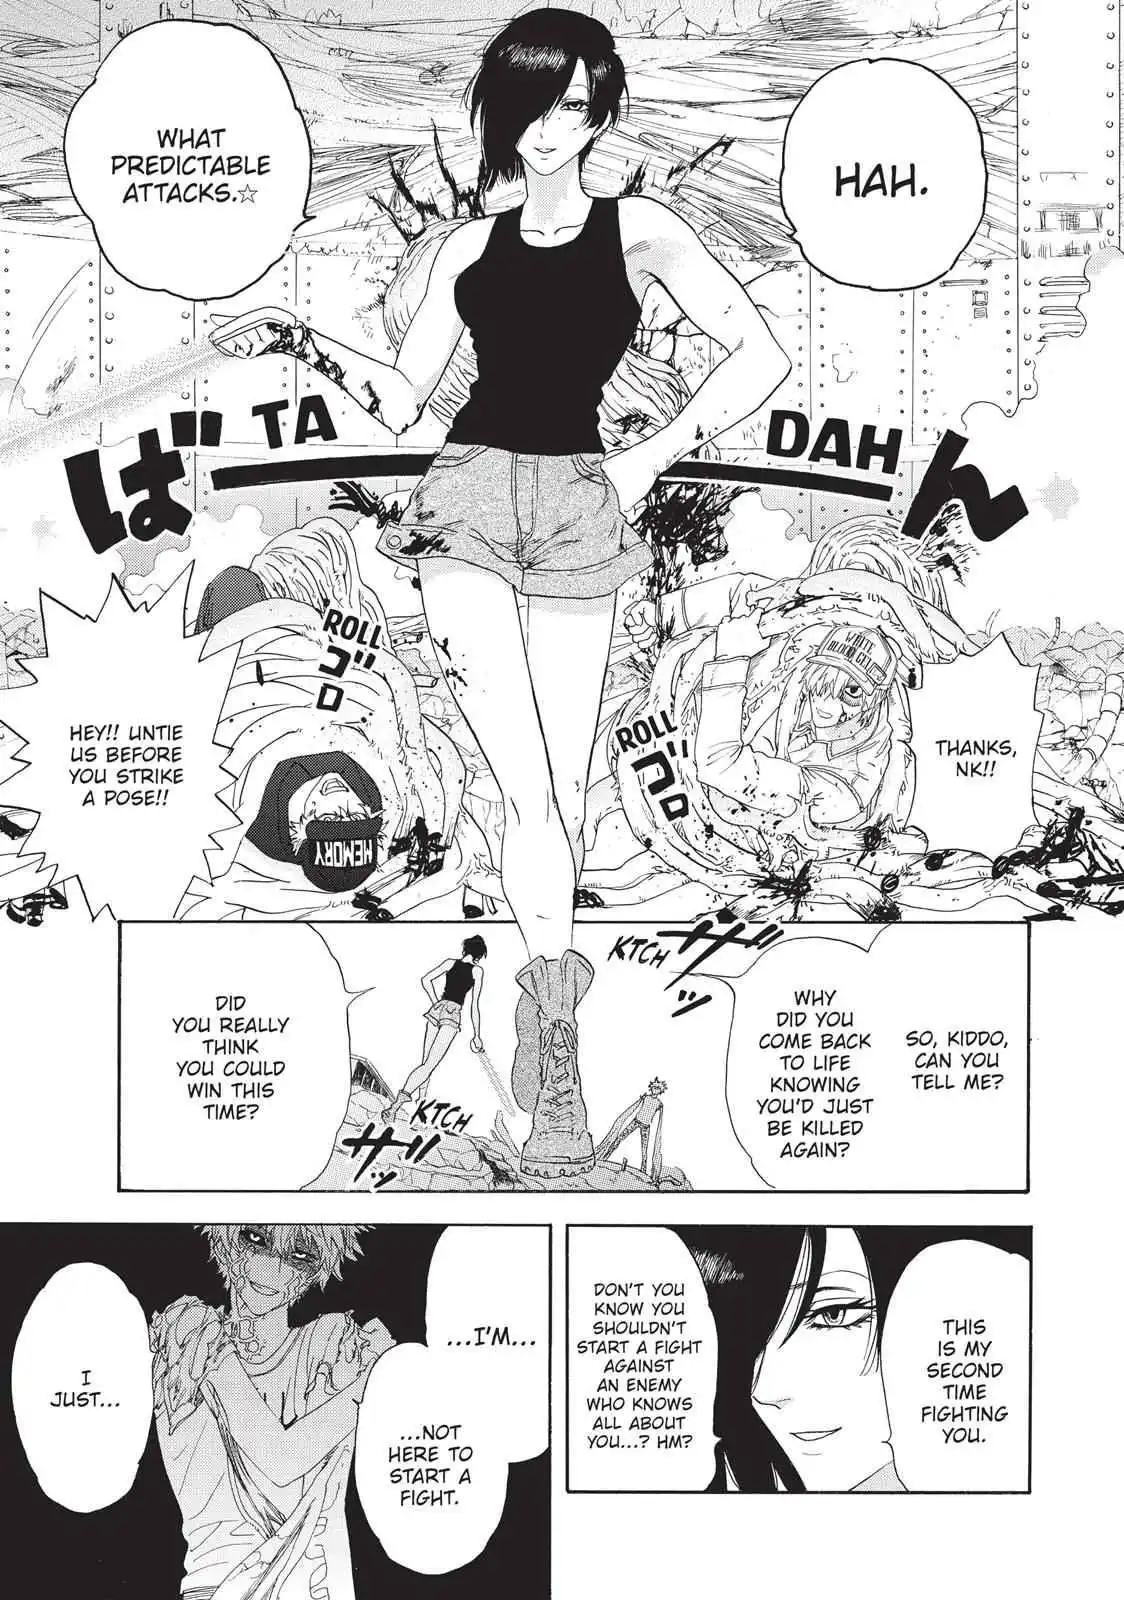 HAH.
WHAT
PREDICTABLE
ATTACKS.☆
ばーーーん
TA
DAH
THANKS,
NK!!
WHITE
BLOOD CELL
ROLL
ゴロ
ROLL
ゴロ
HEY!! UNTIE
US BEFORE
YOU STRIKE
A POSE!!
MEMORY
SO, KIDDO,
CAN YOU
TELL ME?
WHY
DID YOU
COME BACK
TO LIFE
KNOWING
YOU'D JUST
BE KILLED
AGAIN?
KTCH
ザッ
KTCH
ザッ
DID
YOU REALLY
THINK
YOU COULD
WIN THIS
TIME?
THIS
IS MY
SECOND
TIME
FIGHTING
YOU.
DON'T YOU
KNOW YOU
SHOULDN'T
START A FIGHT
AGAINST
AN ENEMY
WHO KNOWS
ALL ABOUT
YOU...? HM?
...I'M...
...NOT
HERE TO
START A
FIGHT.
I
JUST...